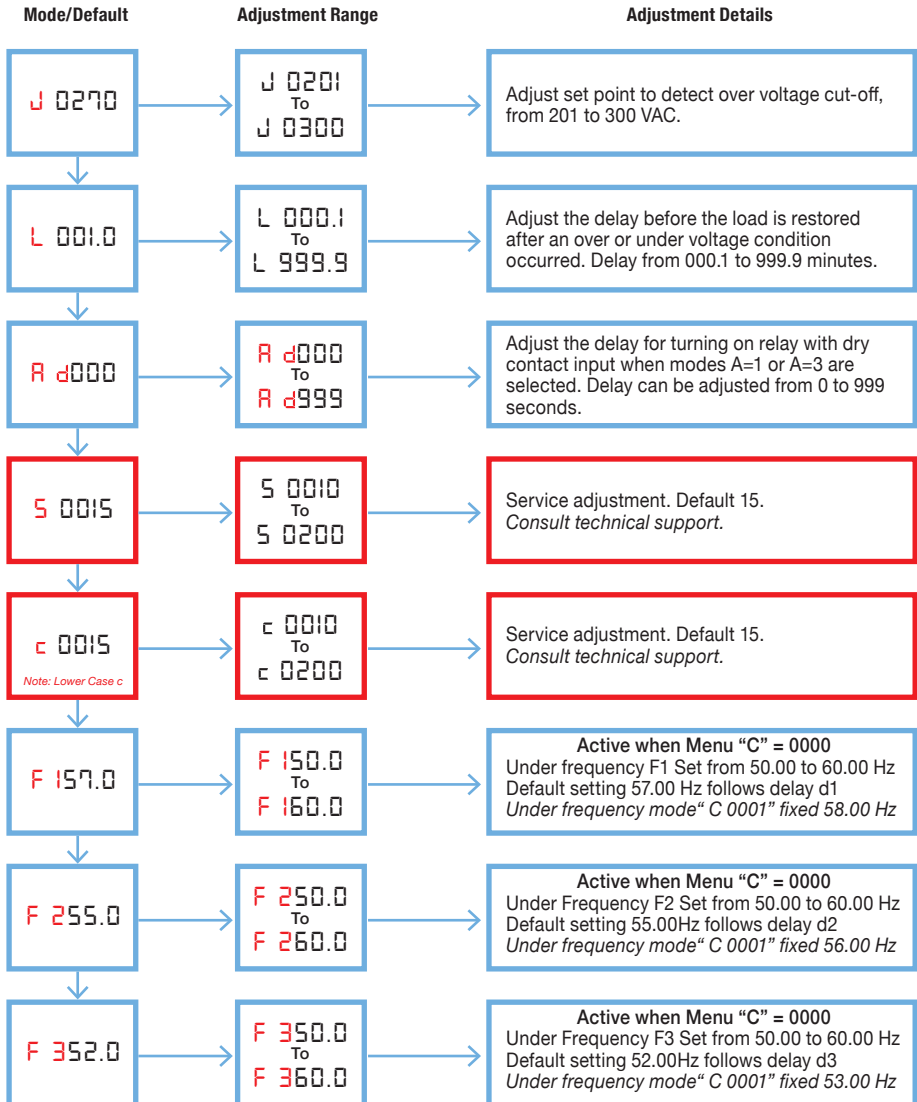 Mode/Default Adjustment Range Adjustment Details
J 0270
J 0201
To
J 0300
Adjust set point to detect over voltage cut-off,
from 201 to 300 VAC.
L 001.0
L 000.1
To
L 999.9
Adjust the delay before the load is restored
after an over or under voltage condition
occurred. Delay from 000.1 to 999.9 minutes.
A d000
A d000
To
A d999
Adjust the delay for turning on relay with dry
contact input when modes A=1 or A=3 are
selected. Delay can be adjusted from 0 to 999
seconds.
S 0015
S 0010
To
S 0200
Service adjustment. Default 15.
Consult technical support.
c 0015
Note: Lower Case c
c 0010
To
c 0200
Service adjustment. Default 15.
Consult technical support.
F 157.0
F 150.0
To
F 160.0
Active when Menu “C” = 0000
Under frequency F1 Set from 50.00 to 60.00 Hz
Default setting 57.00 Hz follows delay d1
Under frequency mode“ C 0001” fixed 58.00 Hz
F 255.0
F 250.0
To
F 260.0
Active when Menu “C” = 0000
Under Frequency F2 Set from 50.00 to 60.00 Hz
Default setting 55.00Hz follows delay d2
Under frequency mode“ C 0001” fixed 56.00 Hz
F 352.0
F 350.0
To
F 360.0
Active when Menu “C” = 0000
Under Frequency F3 Set from 50.00 to 60.00 Hz
Default setting 52.00Hz follows delay d3
Under frequency mode“ C 0001” fixed 53.00 Hz